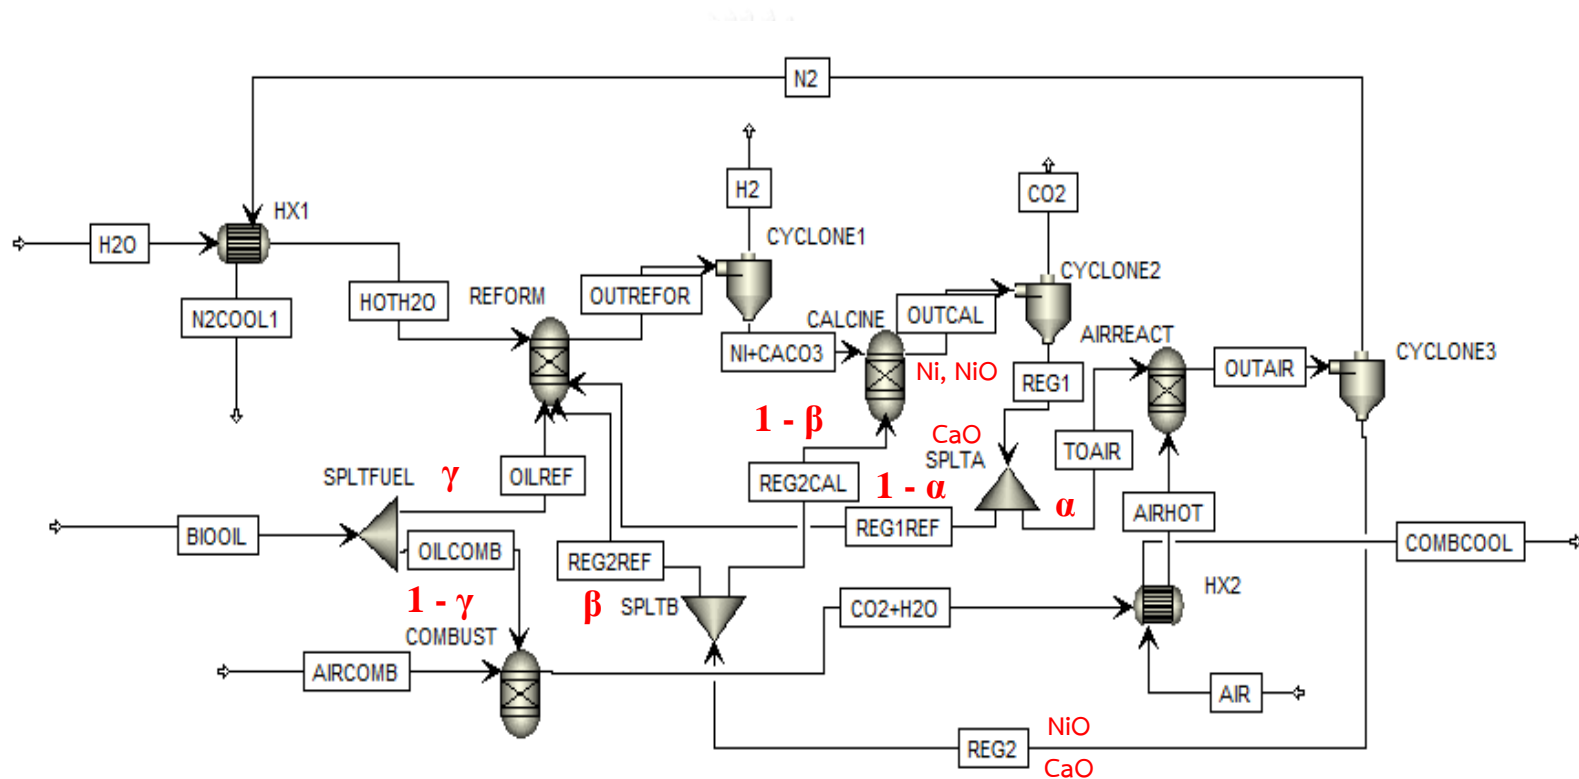 N2
H2
CO2
HX1
H2O
CYCLONE1
CYCLONE2
REFORM
OUTREFOR
HOTH2O
N2COOL1
CALCINE
OUTCAL
AIRREACT
NI+CACO3
Ni, NiO
REG1
OUTAIR
CYCLONE3
1 - β
CaO
SPLTA
TOAIR
SPLTFUEL
γ
OILREF
REG2CAL
1 - α
α
AIRHOT
BIOOIL
OILCOMB
REG1REF
COMBCOOL
REG2REF
1 - γ
β
SPLTB
CO2+H2O
HX2
COMBUST
AIRCOMB
AIR
NiO
REG2
CaO